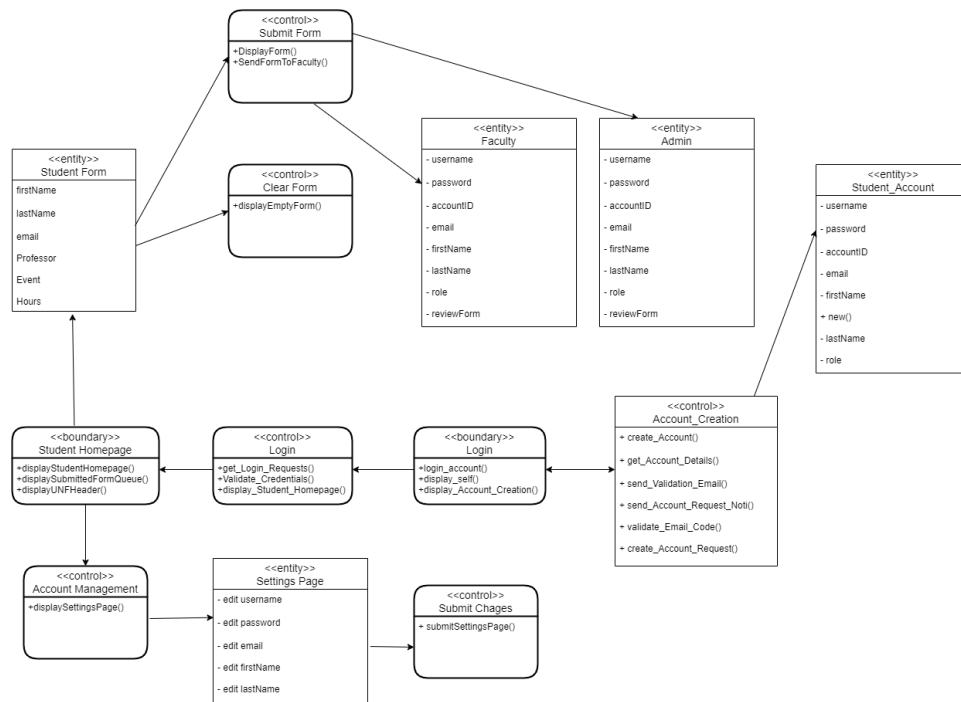 <<control>>
Submit Form
+DisplayForm()
+SendFormToFaculty()
<<entity>>
Student Form
firstName
lastName
email
Professor
Event
Hours
<<control>>
Clear Form
+displayEmptyForm()
<<entity>>
Faculty
- username
- password
- accountID
- email
- firstName
- lastName
- role
- reviewForm
<<entity>>
Admin
- username
- password
- accountID
- email
- firstName
- lastName
- role
- reviewForm
<<entity>>
Student_Account
- username
- password
- accountID
- email
- firstName
+ new()
- lastName
- role
<<boundary>>
Student Homepage
+displayStudentHomepage()
+displaySubmittedFormQueue()
+displayUNFHeader()
<<control>>
Login
+get_Login_Requests()
+Validate_Credentials()
+display_Student_Homepage()
<<boundary>>
Login
+login_account()
+display_self()
+display_Account_Creation()
<<control>>
Account_Creation
+ create_Account()
+ get_Account_Details()
+ send_Validation_Email()
+ send_Account_Request_Noti()
+ validate_Email_Code()
+ create_Account_Request()
<<control>>
Account Management
+displaySettingsPage()
<<entity>>
Settings Page
- edit username
- edit password
- edit email
- edit firstName
- edit lastName
<<control>>
Submit Chages
+ submitSettingsPage()